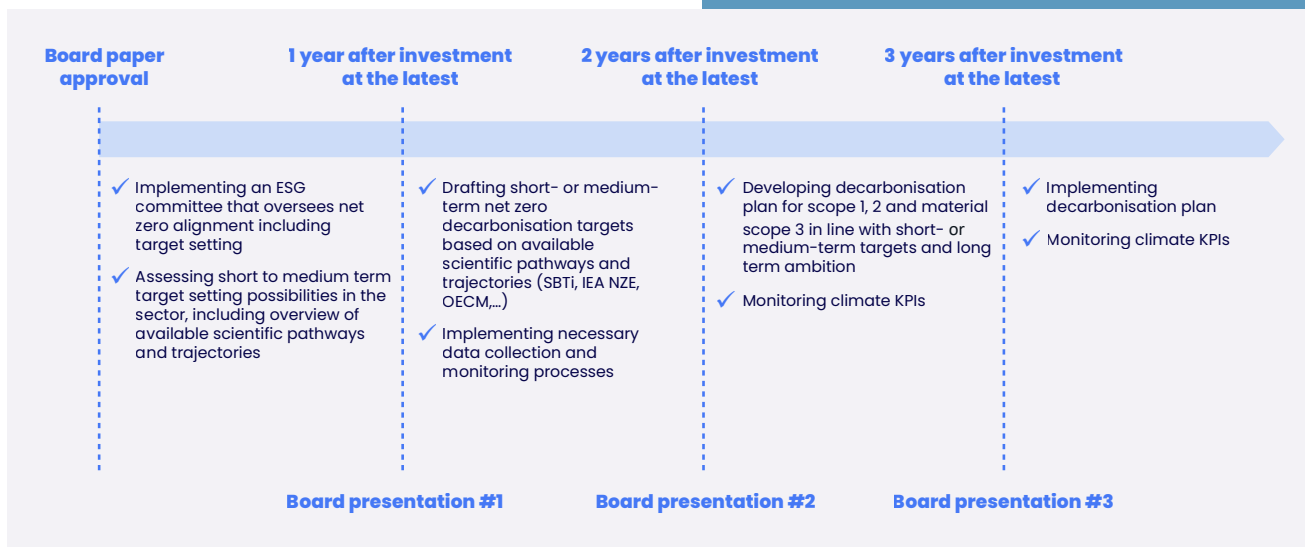 Board paper
approval
1 year after investment
at the latest
2 years after investment
at the latest
3 years after investment
at the latest
Implementing an ESG
committee that oversees net
zero alignment including
target setting
Assessing short to medium term
target setting possibilities in the
sector, including overview of
available scientific pathways
and trajectories
Drafting short- or medium-
term net zero
decarbonisation targets
based on available
scientific pathways and
trajectories (SBTi, IEA NZE,
OECM,...)
Implementing necessary
data collection and
monitoring processes
Developing decarbonisation
plan for scope 1, 2 and material
scope 3 in line with short- or
medium-term targets and long
term ambition
Monitoring climate KPIs
Implementing
decarbonisation plan
Monitoring climate KPIs
Board presentation #1
Board presentation #2
Board presentation #3